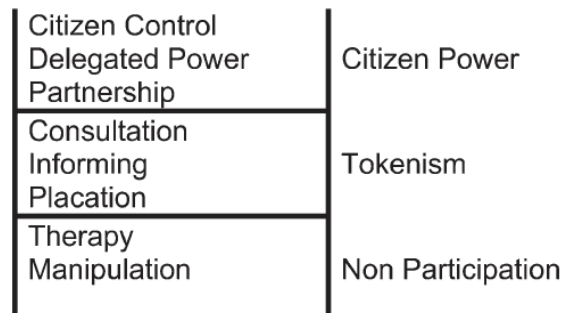 Citizen Control
Delegated Power
Partnership
Citizen Power
Consultation
Informing
Placation
Tokenism
Therapy
Manipulation
Non Participation